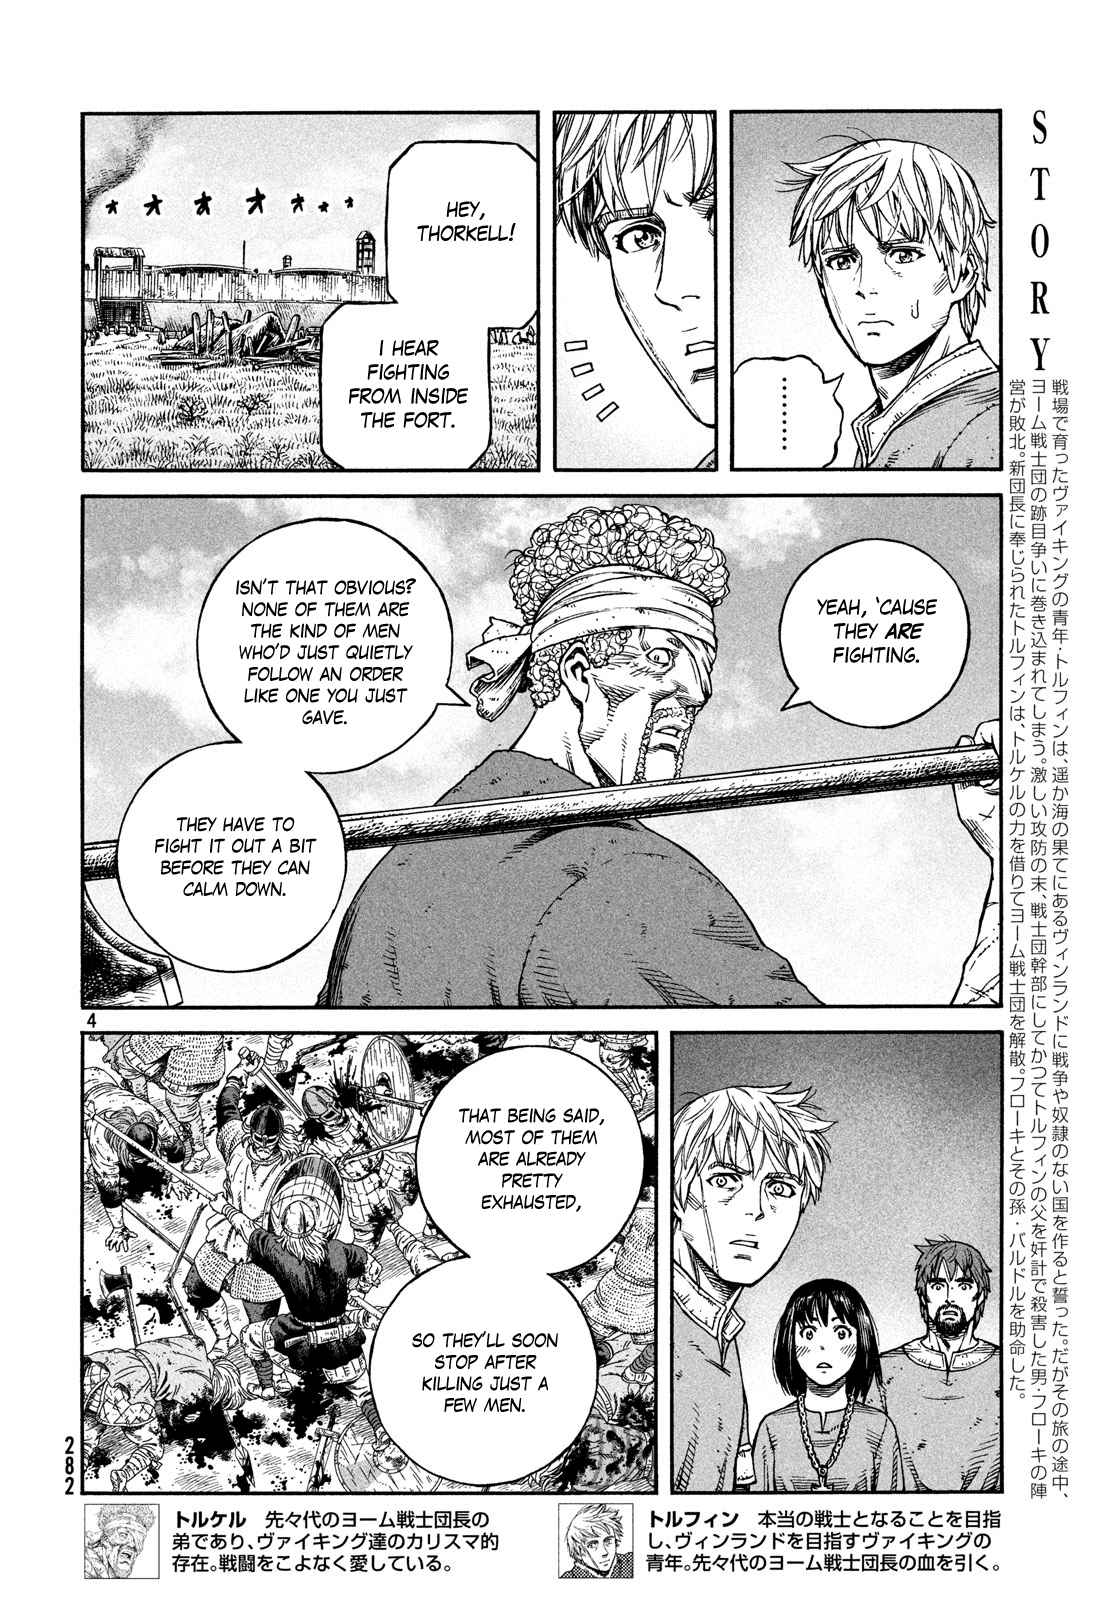 STORY
戦場で育ったヴァイキングの青年・トルフィンは、遥か海の果てにあるヴィンランドに戦争や奴隷のない国を作ると誓った。だがその旅の途中、
ヨーム戦士団の跡目争いに巻き込まれてしまう。激しい攻防の末、戦士団幹部にしてかつてトルフィンの父を奸計で殺害した男・フローキの陣
営が敗北。新団長に奉じられたトルフィンは、トルケルの力を借りてヨーム戦士団を解散。フローキとその孫・バルドルを助命した。
………
HEY,
THORKELL!
I HEAR
FIGHTING
FROM INSIDE
THE FORT.
YEAH, ‘CAUSE
THEY ARE
FIGHTING.
ISN'T THAT OBVIOUS?
NONE OF THEM ARE
THE KIND OF MEN
WHO'D JUST QUIETLY
FOLLOW AN ORDER
LIKE ONE YOU JUST
GAVE.
THEY HAVE TO
FIGHT IT OUT A BIT
BEFORE THEY CAN
CALM DOWN.
4
THAT BEING SAID,
MOST OF THEM
ARE ALREADY
PRETTY
EXHAUSTED,
SO THEY'LL SOON
STOP AFTER
KILLING JUST A
FEW MEN.
282
トルフィン 本当の戦士となることを目指
し、ヴィンランドを目指すヴァイキングの
青年。先々代のヨーム戦士団長の血を引く。
トルケル 先々代のヨーム戦士団長の
弟であり、ヴァイキング達のカリスマ的
存在。戦闘をこよなく愛している。